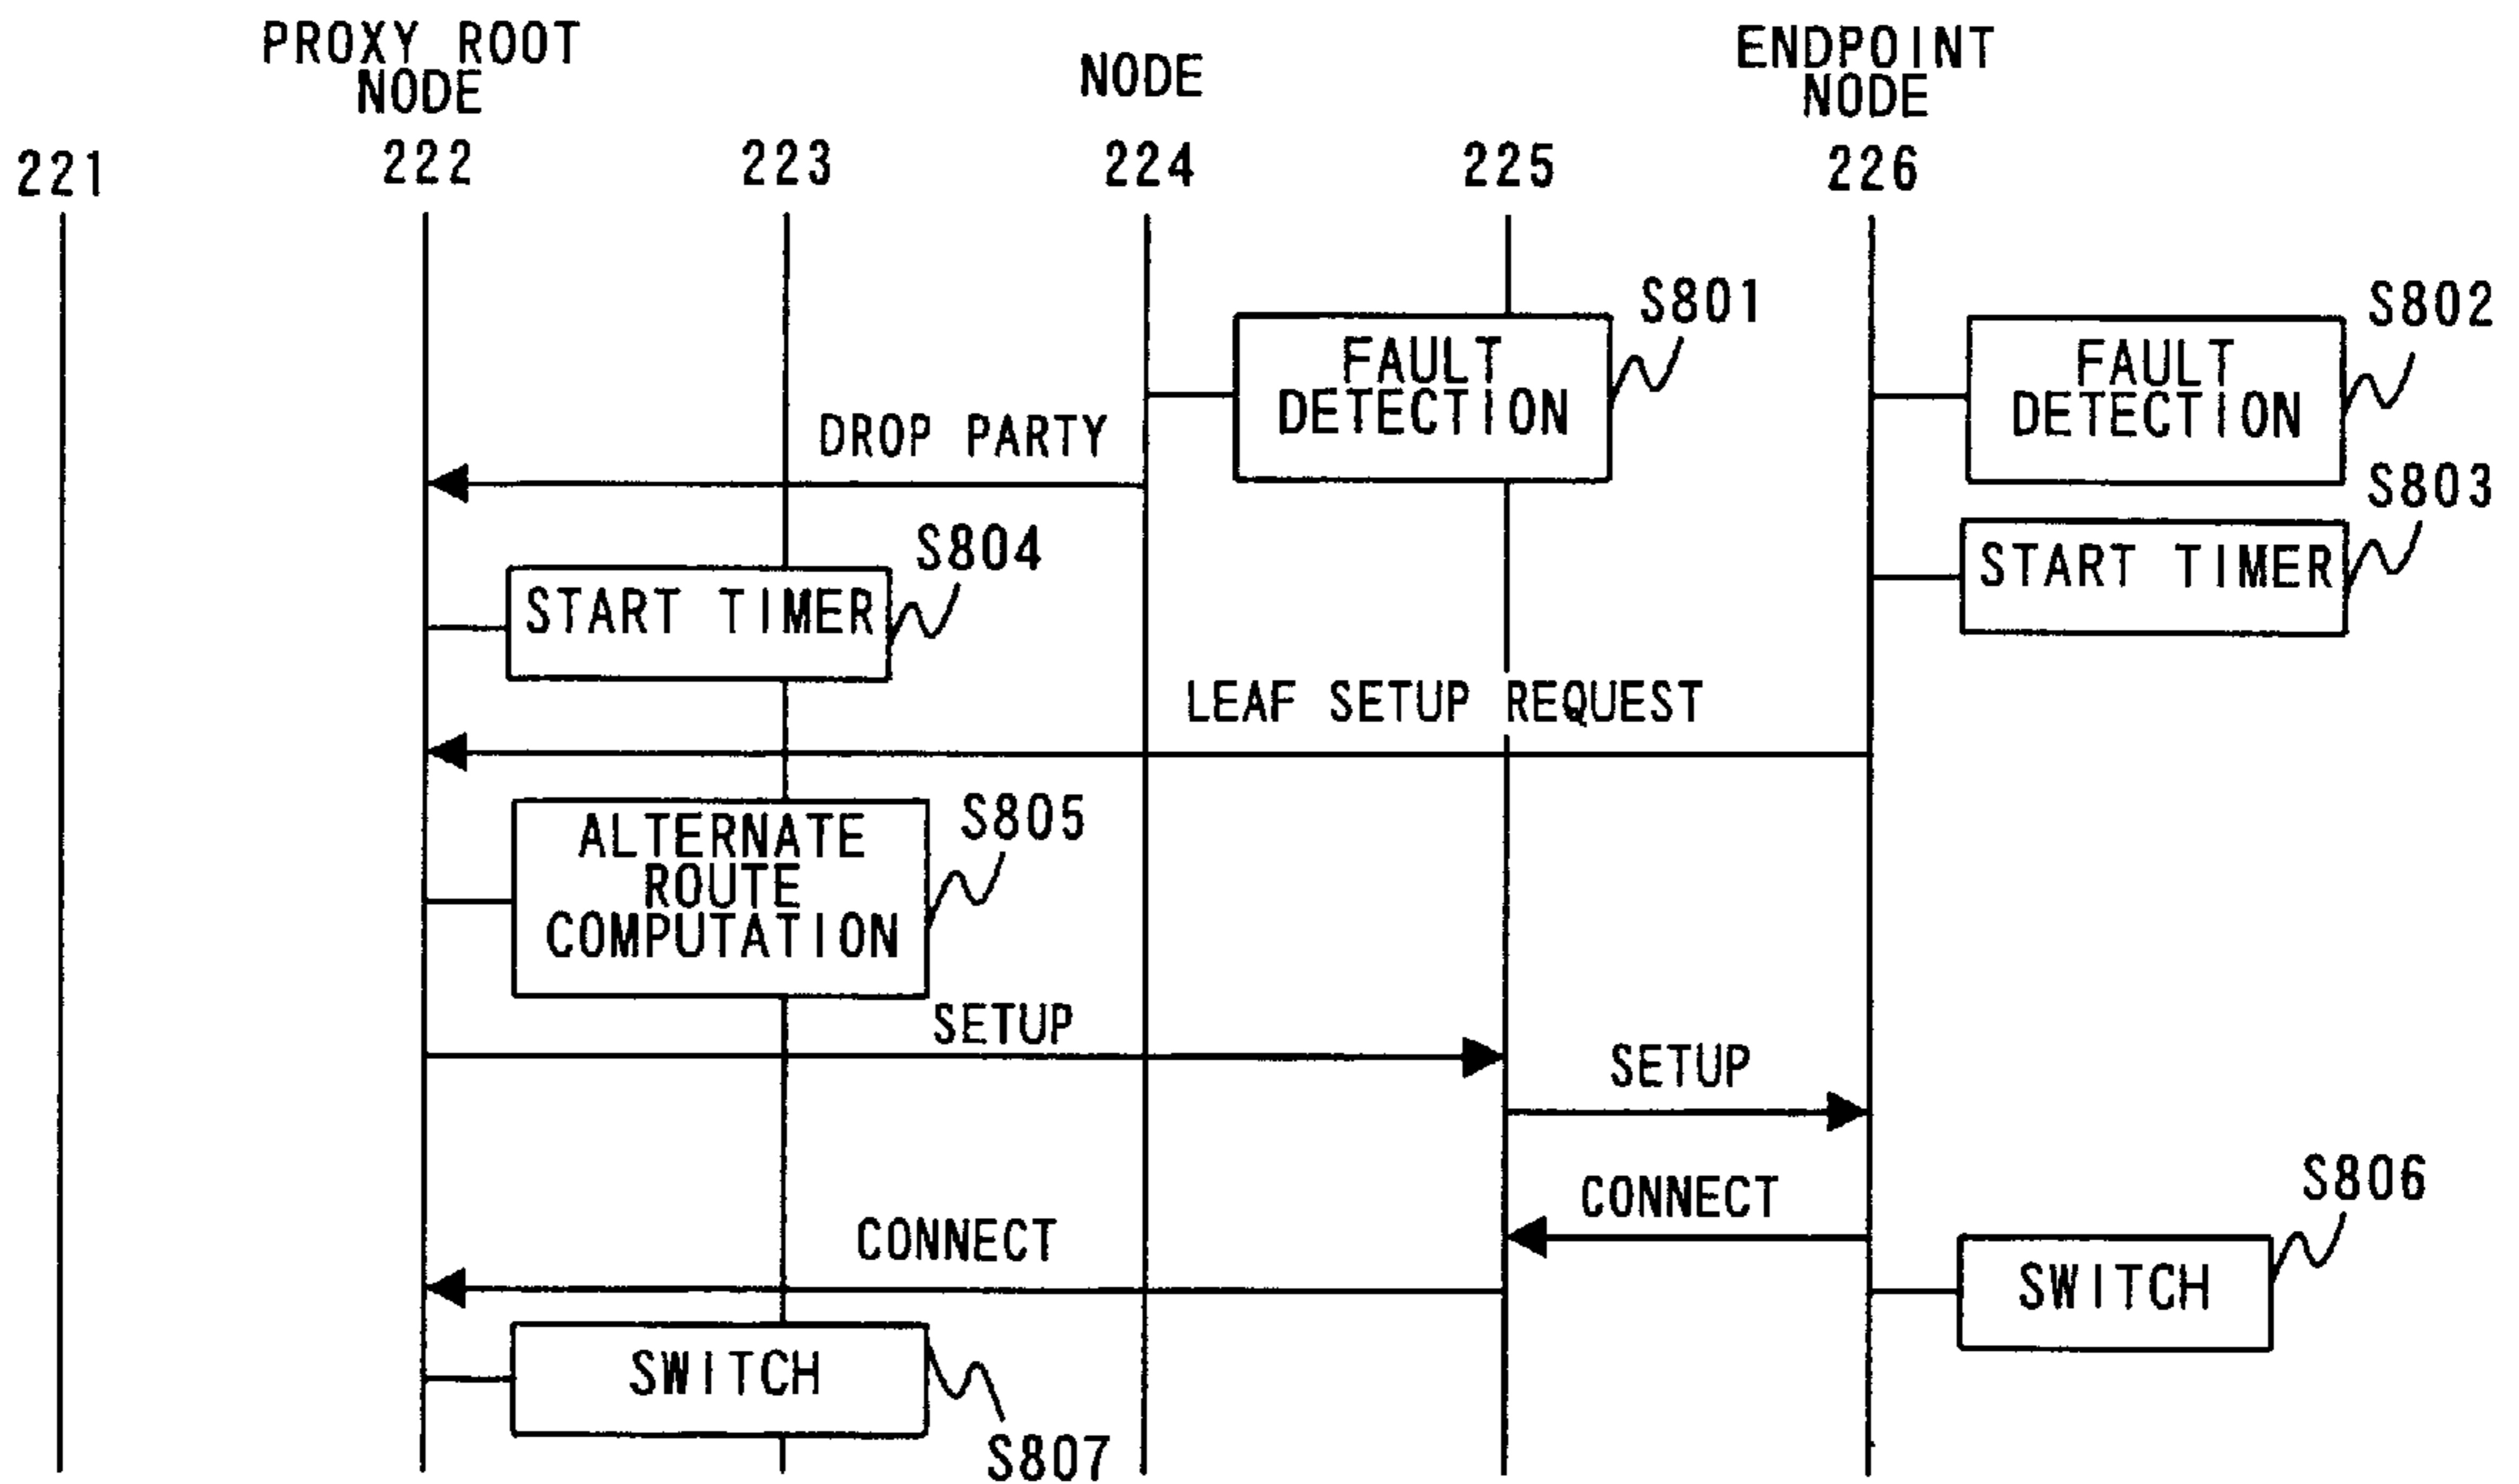 PROXY ROOT
NODE
NODE
ENDPOINT
NODE
221
222
223
224
225
226
S801
FAULT
DETECTION
S802
FAULT
DETECTION
DROP PARTY
S803
START TIMER
S804
START TIMER
LEAF SETUP REQUEST
S805
ALTERNATE
ROUTE
COMPUTATION
SETUP
SETUP
CONNECT
S806
SWITCH
CONNECT
SWITCH
S807